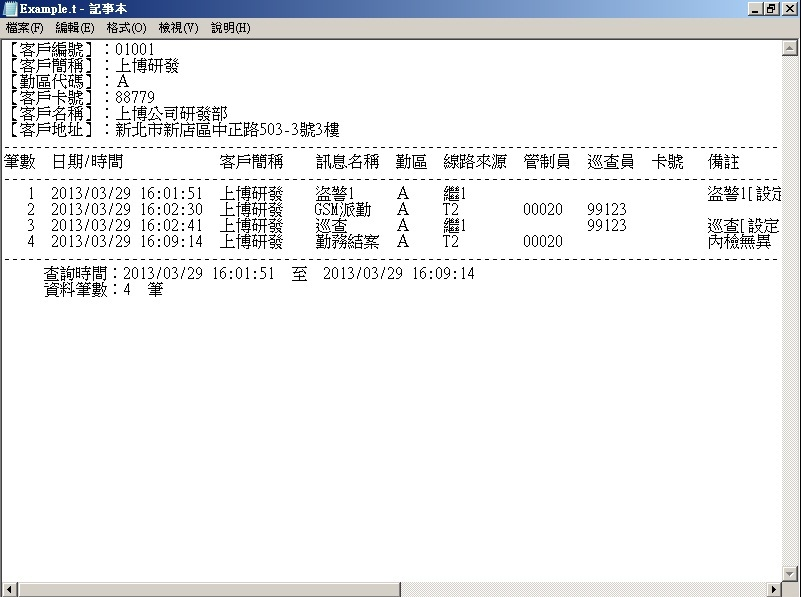 Example.t - 記事本
檔案(F) 編輯(E) 格式(O) 檢視(V) 說明(H)
【客戶編號】：01001
【客戶簡稱】：上博研發
【勤區代碼】：A
【客戶卡號】：88779
【客戶名稱】：上博公司研發部
【客戶地址】：新北市新店區中正路503-3號3樓
筆數 日期/時間 客戶簡稱 訊息名稱 勤區 線路來源 管制員 巡查員 卡號 備註
1 2013/03/29 16:01:51 上博研發 盜警1 A 繼1 盜警1[設定
2 2013/03/29 16:02:30 上博研發 GSM派勤 A T2 00020 99123
3 2013/03/29 16:02:41 上博研發 巡查 A 繼1 99123 巡查[設定
4 2013/03/29 16:09:14 上博研發 勤務結案 A T2 00020 內檢無異
查詢時間：2013/03/29 16:01:51 至 2013/03/29 16:09:14
資料筆數：4 筆